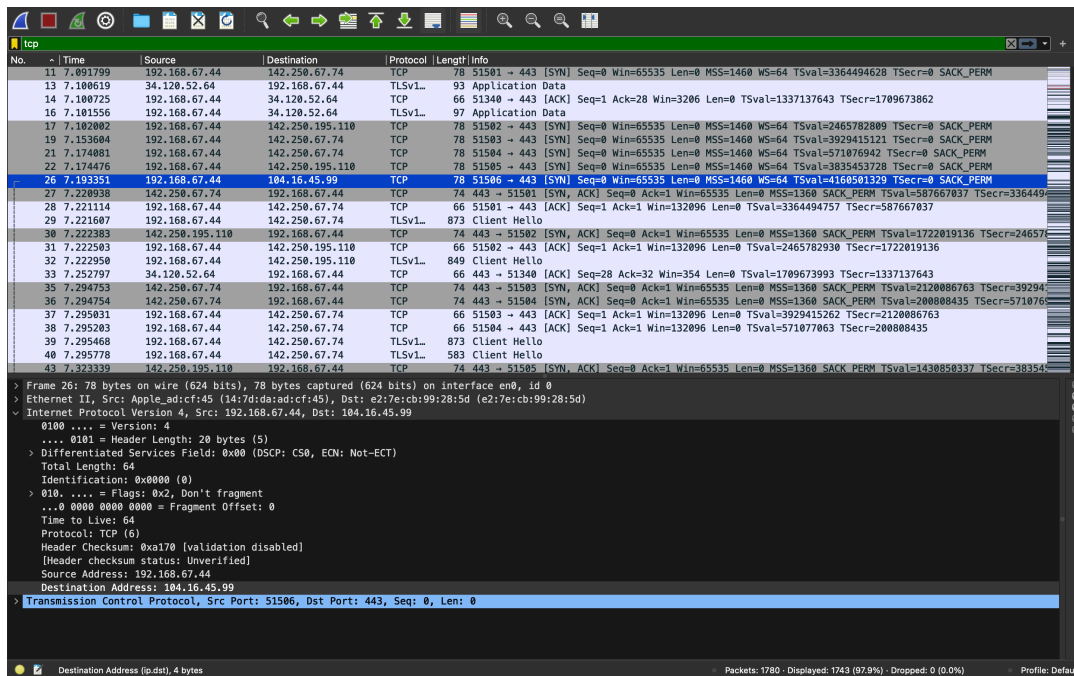 tcp
No. Time Source Destination Protocol Length Info
11 7.091799 192.168.67.44 142.250.67.74 TCP 78 51501 → 443 [SYN] Seq=0 Win=65535 Len=0 MSS=1460 WS=64 TSval=3364494628 TSecr=0 SACK_PERM
13 7.100619 34.120.52.64 192.168.67.44 TLSv1… 93 Application Data
14 7.100725 192.168.67.44 34.120.52.64 TCP 66 51340 → 443 [ACK] Seq=1 Ack=28 Win=3206 Len=0 TSval=1337137643 TSecr=1709673862
16 7.101556 192.168.67.44 34.120.52.64 TLSv1… 97 Application Data
17 7.102002 192.168.67.44 142.250.195.110 TCP 78 51502 → 443 [SYN] Seq=0 Win=65535 Len=0 MSS=1460 WS=64 TSval=2465782809 TSecr=0 SACK_PERM
19 7.153604 192.168.67.44 142.250.67.74 TCP 78 51503 → 443 [SYN] Seq=0 Win=65535 Len=0 MSS=1460 WS=64 TSval=3929415121 TSecr=0 SACK_PERM
21 7.174081 192.168.67.44 142.250.67.74 TCP 78 51504 → 443 [SYN] Seq=0 Win=65535 Len=0 MSS=1460 WS=64 TSval=571076942 TSecr=0 SACK_PERM
22 7.174476 192.168.67.44 142.250.195.110 TCP 78 51505 → 443 [SYN] Seq=0 Win=65535 Len=0 MSS=1460 WS=64 TSval=3835453728 TSecr=0 SACK_PERM
26 7.193351 192.168.67.44 104.16.45.99 TCP 78 51506 → 443 [SYN] Seq=0 Win=65535 Len=0 MSS=1460 WS=64 TSval=4160501329 TSecr=0 SACK_PERM
27 7.220938 142.250.67.74 192.168.67.44 TCP 74 443 → 51501 [SYN, ACK] Seq=0 Ack=1 Win=65535 Len=0 MSS=1360 SACK_PERM TSval=587667037 TSecr=3364494
28 7.221114 192.168.67.44 142.250.67.74 TCP 66 51501 → 443 [ACK] Seq=1 Ack=1 Win=132096 Len=0 TSval=3364494757 TSecr=587667037
29 7.221607 192.168.67.44 142.250.67.74 TLSv1… 873 Client Hello
30 7.222383 142.250.195.110 192.168.67.44 TCP 74 443 → 51502 [SYN, ACK] Seq=0 Ack=1 Win=65535 Len=0 MSS=1360 SACK_PERM TSval=1722019136 TSecr=24657
31 7.222503 192.168.67.44 142.250.195.110 TCP 66 51502 → 443 [ACK] Seq=1 Ack=1 Win=132096 Len=0 TSval=2465782930 TSecr=1722019136
32 7.222950 192.168.67.44 142.250.195.110 TLSv1… 849 Client Hello
33 7.252797 34.120.52.64 192.168.67.44 TCP 66 443 → 51340 [ACK] Seq=28 Ack=32 Win=354 Len=0 TSval=1709673993 TSecr=1337137643
35 7.294753 142.250.67.74 192.168.67.44 TCP 74 443 → 51503 [SYN, ACK] Seq=0 Ack=1 Win=65535 Len=0 MSS=1360 SACK_PERM TSval=2120086763 TSecr=39294
36 7.294754 142.250.67.74 192.168.67.44 TCP 74 443 → 51504 [SYN, ACK] Seq=0 Ack=1 Win=65535 Len=0 MSS=1360 SACK_PERM TSval=200808435 TSecr=571076
37 7.295031 192.168.67.44 142.250.67.74 TCP 66 51503 → 443 [ACK] Seq=1 Ack=1 Win=132096 Len=0 TSval=3929415262 TSecr=2120086763
38 7.295203 192.168.67.44 142.250.67.74 TCP 66 51504 → 443 [ACK] Seq=1 Ack=1 Win=132096 Len=0 TSval=571077063 TSecr=200808435
39 7.295468 192.168.67.44 142.250.67.74 TLSv1… 873 Client Hello
40 7.295778 192.168.67.44 142.250.67.74 TLSv1… 583 Client Hello
43 7.323339 142.250.195.110 192.168.67.44 TCP 74 443 → 51505 [SYN, ACK] Seq=0 Ack=1 Win=65535 Len=0 MSS=1360 SACK_PERM TSval=1430850337 TSecr=38354
Frame 26: 78 bytes on wire (624 bits), 78 bytes captured (624 bits) on interface en0, id 0
Ethernet II, Src: Apple_ad:cf:45 (14:7d:da:ad:cf:45), Dst: e2:7e:cb:99:28:5d (e2:7e:cb:99:28:5d)
Internet Protocol Version 4, Src: 192.168.67.44, Dst: 104.16.45.99
0100 .... = Version: 4
.... 0101 = Header Length: 20 bytes (5)
Differentiated Services Field: 0x00 (DSCP: CS0, ECN: Not-ECT)
Total Length: 64
Identification: 0x0000 (0)
010. .... = Flags: 0x2, Don't fragment
...0 0000 0000 0000 = Fragment Offset: 0
Time to Live: 64
Protocol: TCP (6)
Header Checksum: 0xa170 [validation disabled]
[Header checksum status: Unverified]
Source Address: 192.168.67.44
Destination Address: 104.16.45.99
Transmission Control Protocol, Src Port: 51506, Dst Port: 443, Seq: 0, Len: 0
Destination Address (ip.dst), 4 bytes
Packets: 1780 · Displayed: 1743 (97.9%) · Dropped: 0 (0.0%)
Profile: Defau